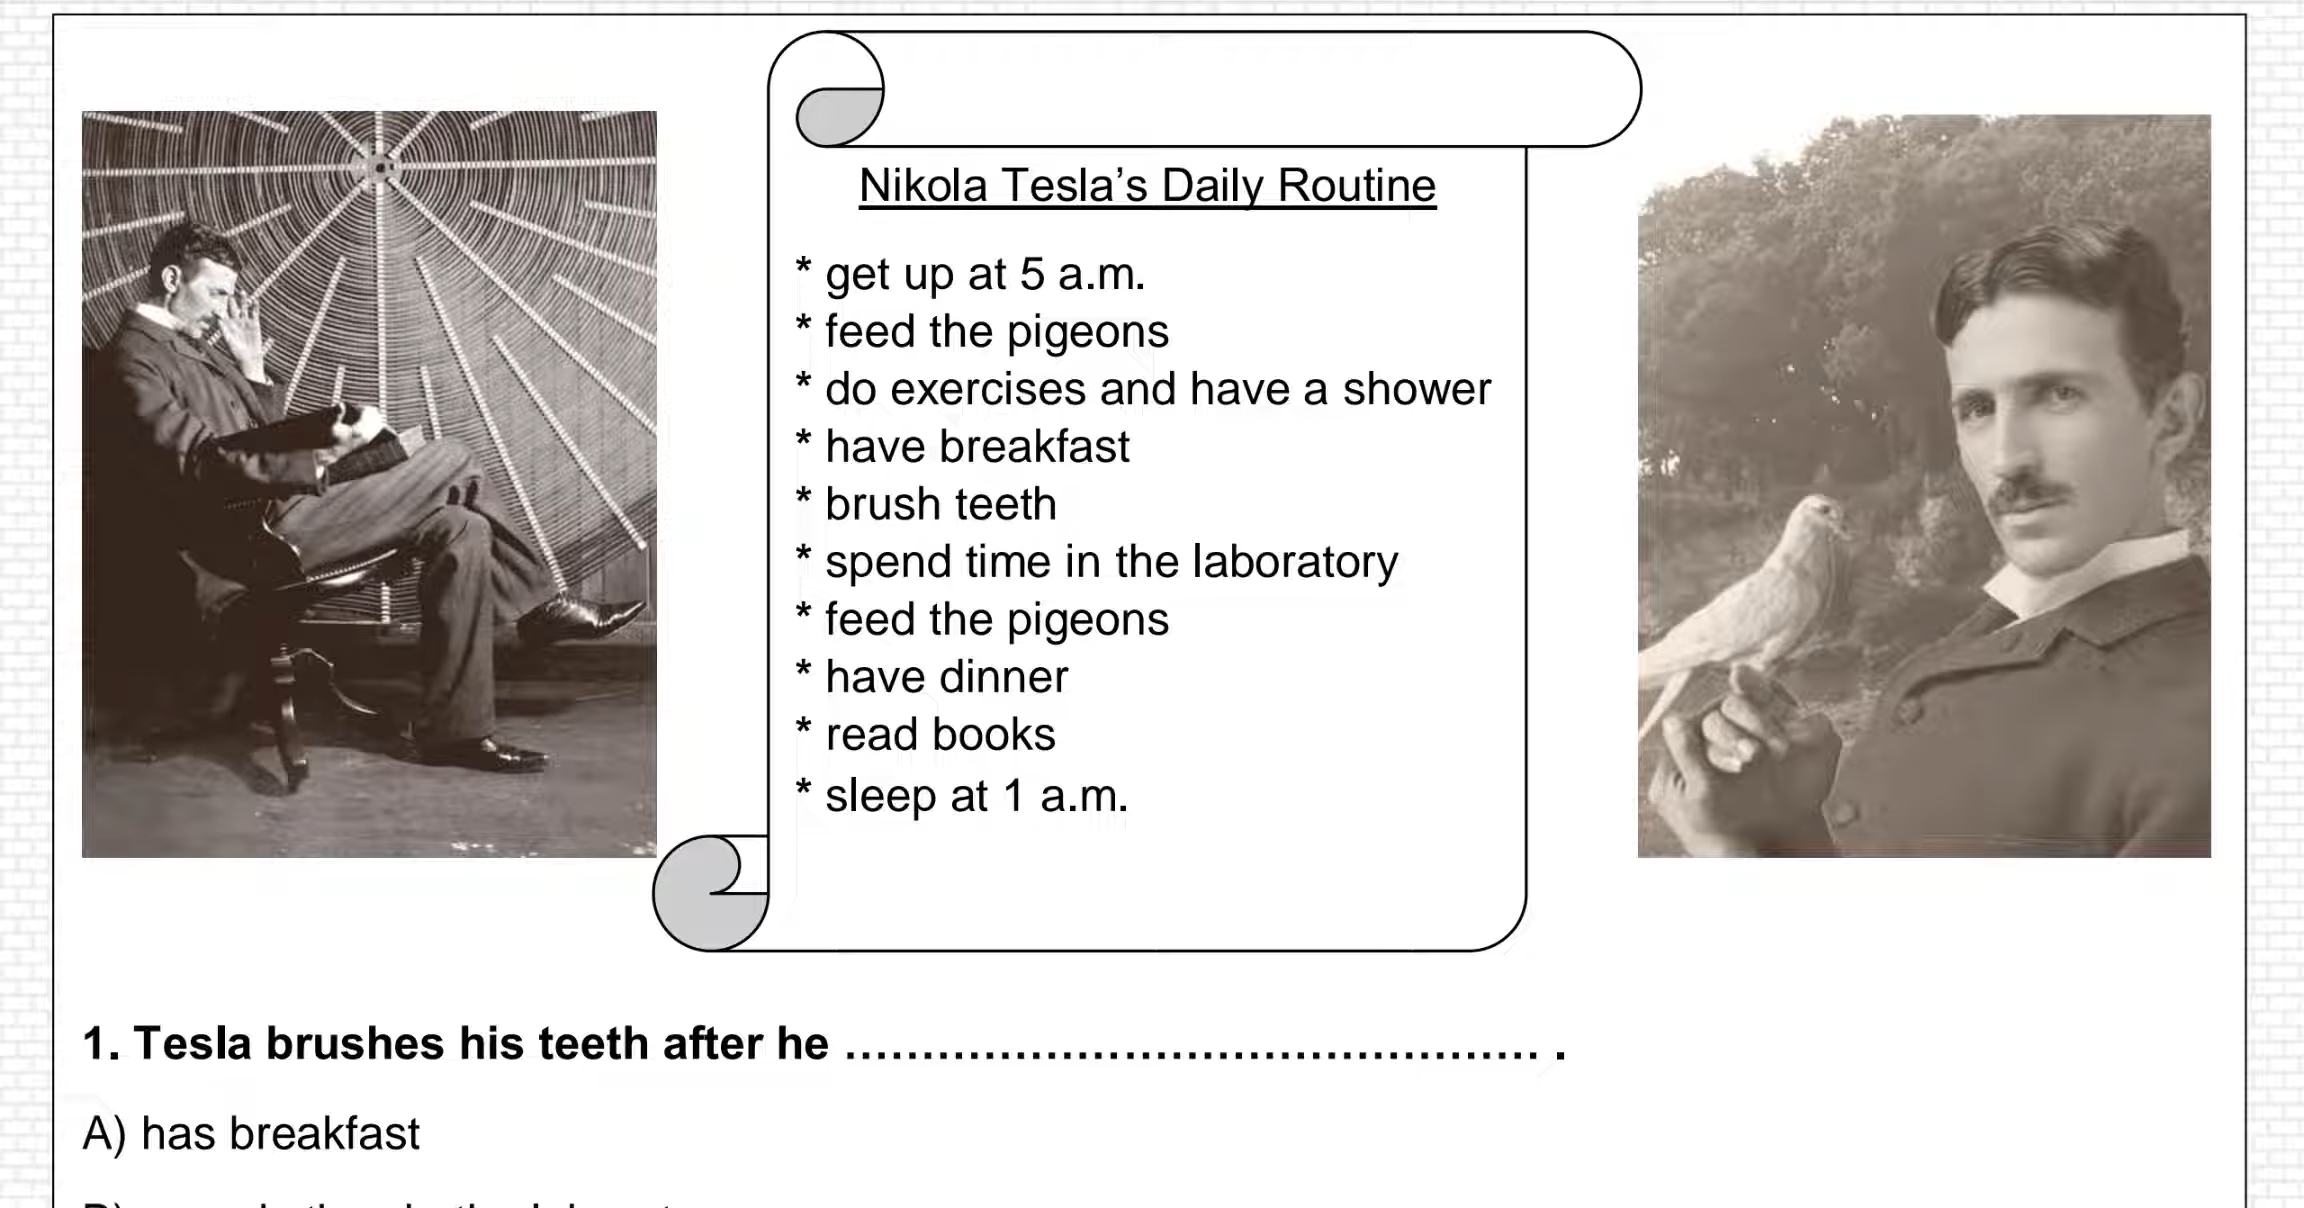 Nikola Tesla’s Daily Routine
* get up at 5 a.m.
* feed the pigeons
* do exercises and have a shower
* have breakfast
* brush teeth
* spend time in the laboratory
* feed the pigeons
* have dinner
* read books
* sleep at 1 a.m.
1. Tesla brushes his teeth after he ………………………………………… .
A) has breakfast